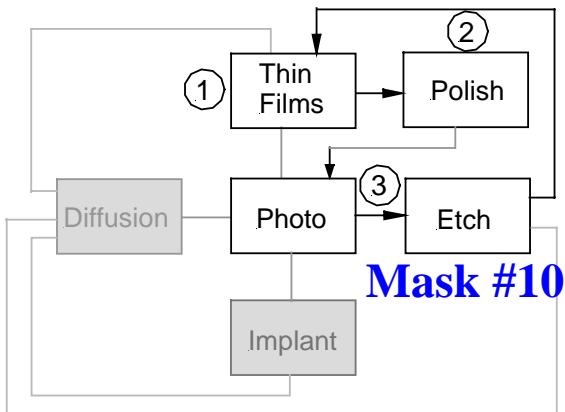 2
Thin
Films
1
Polish
3
Diffusion
Photo
Etch
Mask #10
Implant